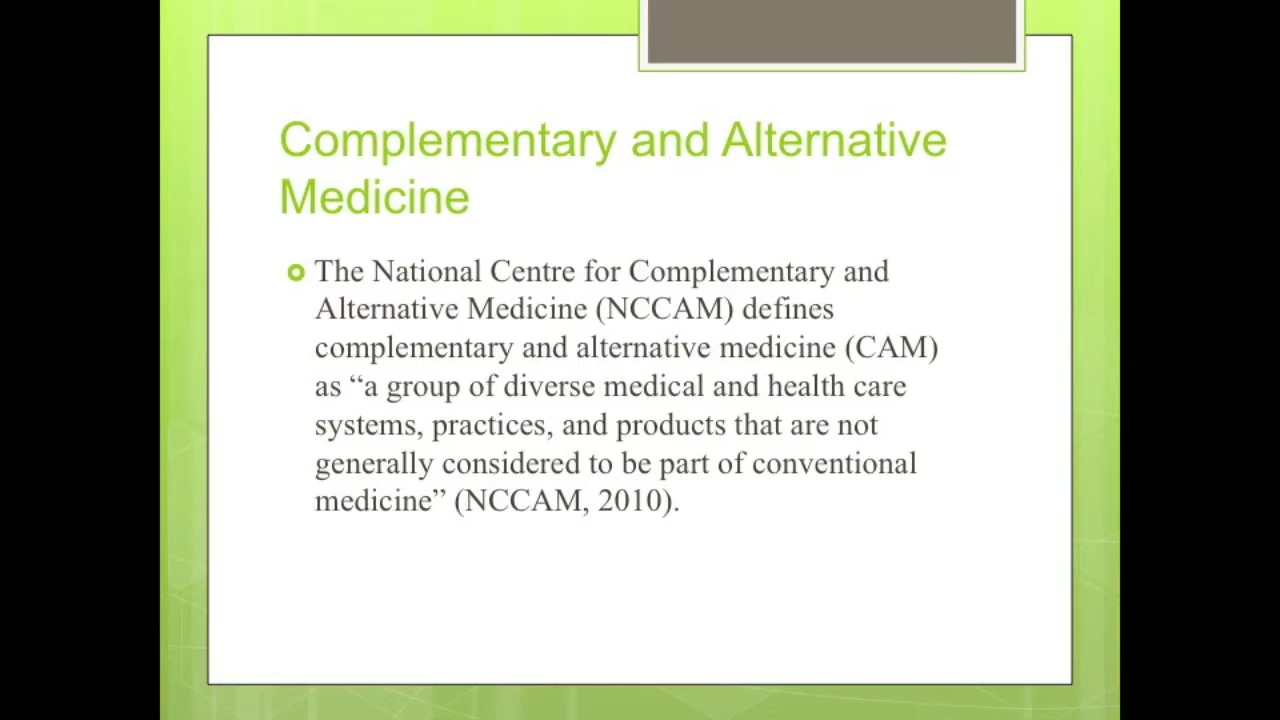 Complementary and Alternative
Medicine
The National Centre for Complementary and
Alternative Medicine (NCCAM) defines
complementary and alternative medicine (CAM)
as “a group of diverse medical and health care
systems, practices, and products that are not
generally considered to be part of conventional
medicine” (NCCAM, 2010).